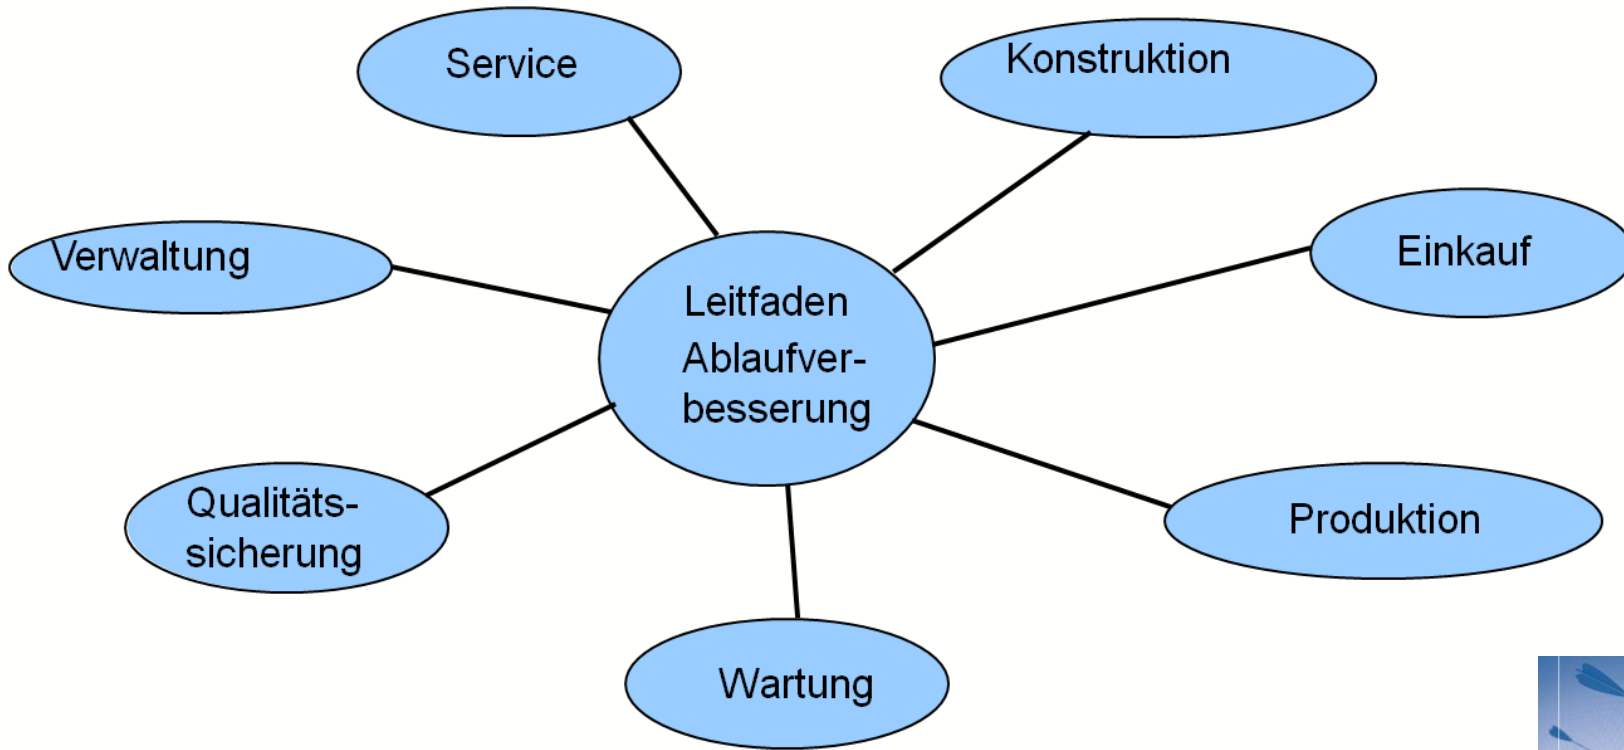 Service
Konstruktion
Verwaltung
Einkauf
Leitfaden
Ablaufver-
besserung
Qualitäts-
sicherung
Produktion
Wartung